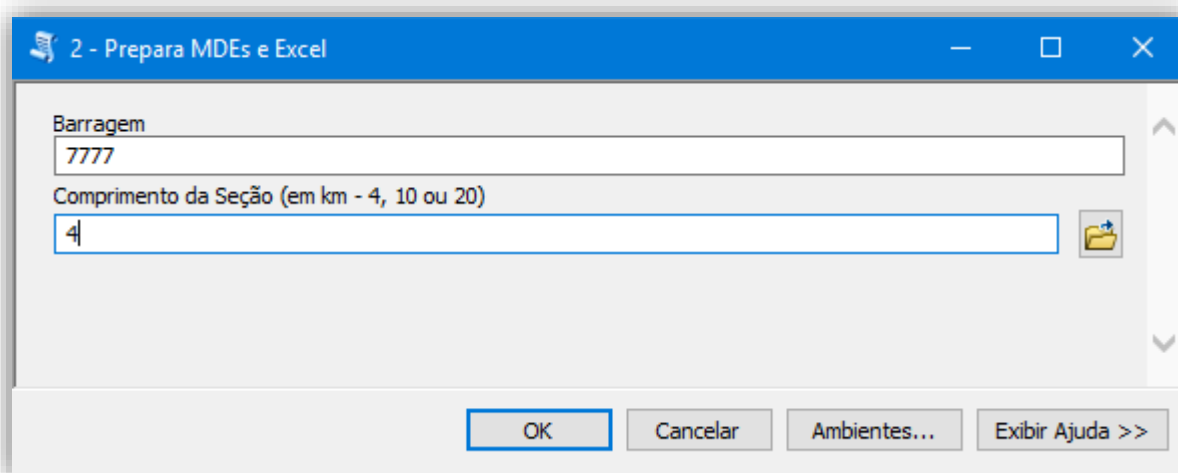 2 - Prepara MDEs e Excel
Barragem
7777
Comprimento da Seção (em km - 4, 10 ou 20)
4
OK Cancelar Ambientes... Exibir Ajuda >>